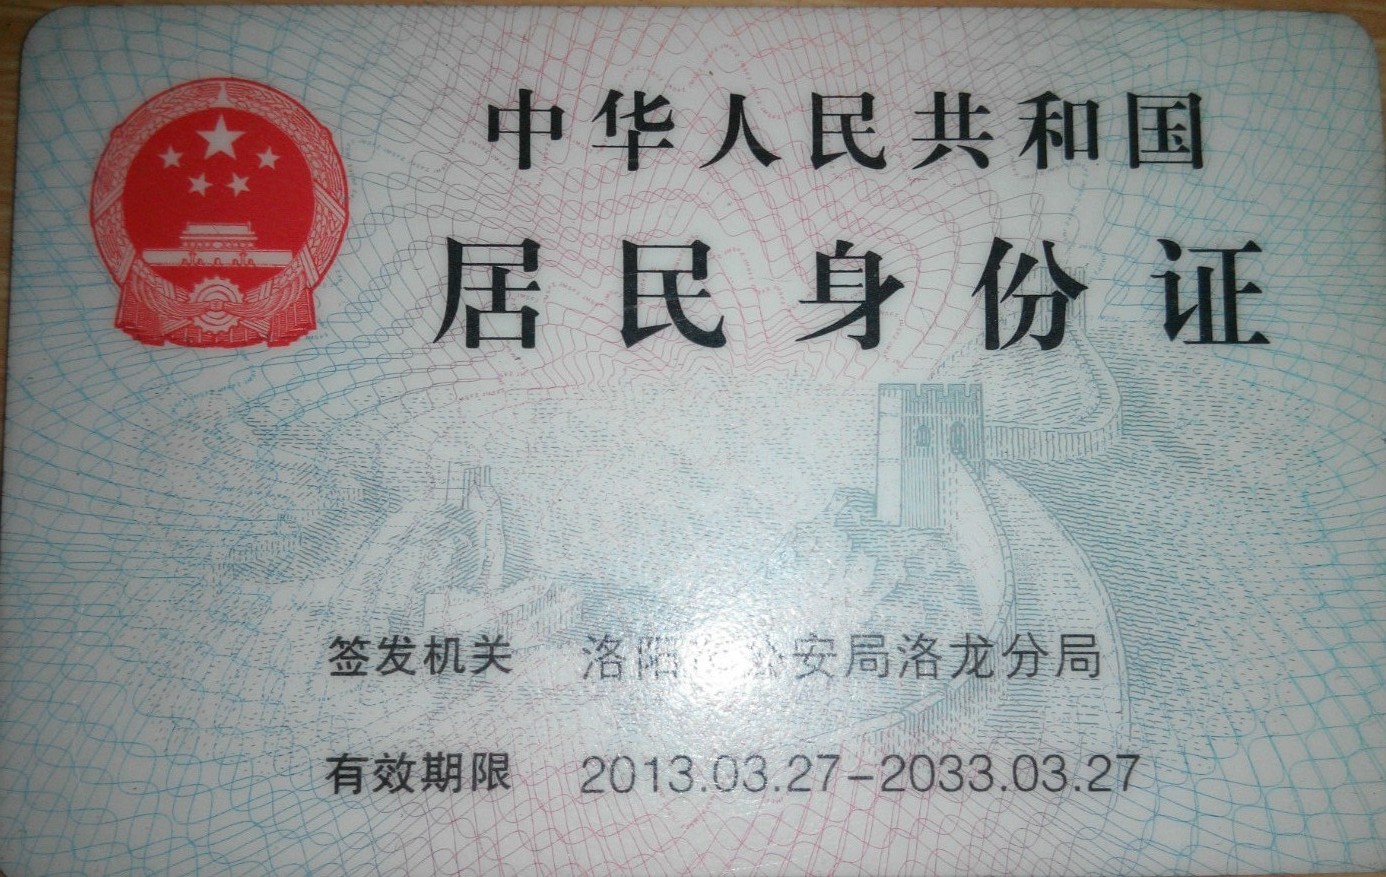 中华人民共和国
居民身份证
签发机关 洛阳 公安局洛龙分局
有效期限 2013.03.27-2033.03.27